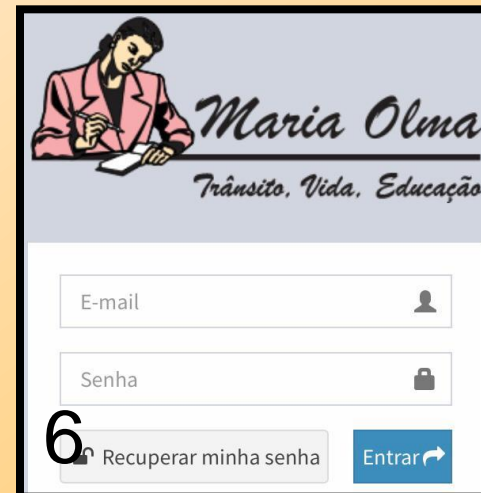 Maria Olma
Trânsito, Vida, Educação
E-mail
Senha
6
Recuperar minha senha
Entrar